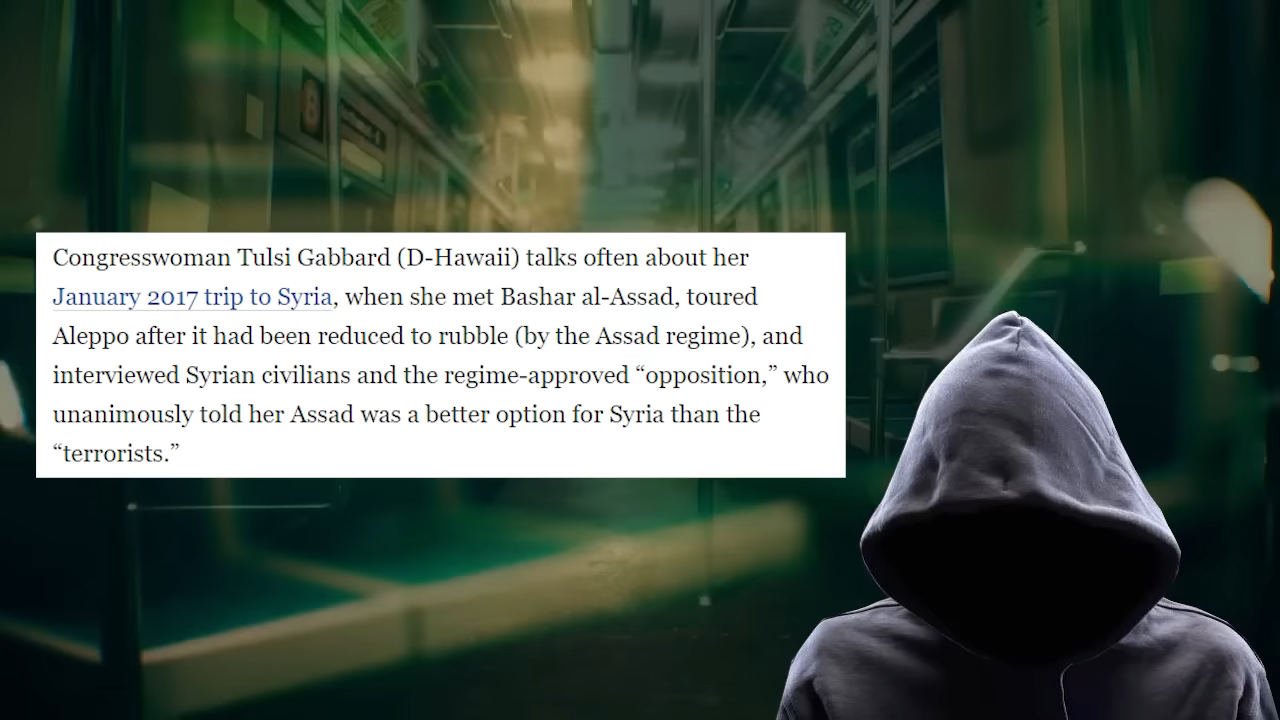 Congresswoman Tulsi Gabbard (D-Hawaii) talks often about her
January 2017 trip to Syria, when she met Bashar al-Assad, toured
Aleppo after it had been reduced to rubble (by the Assad regime), and
interviewed Syrian civilians and the regime-approved “opposition,” who
unanimously told her Assad was a better option for Syria than the
“terrorists.”